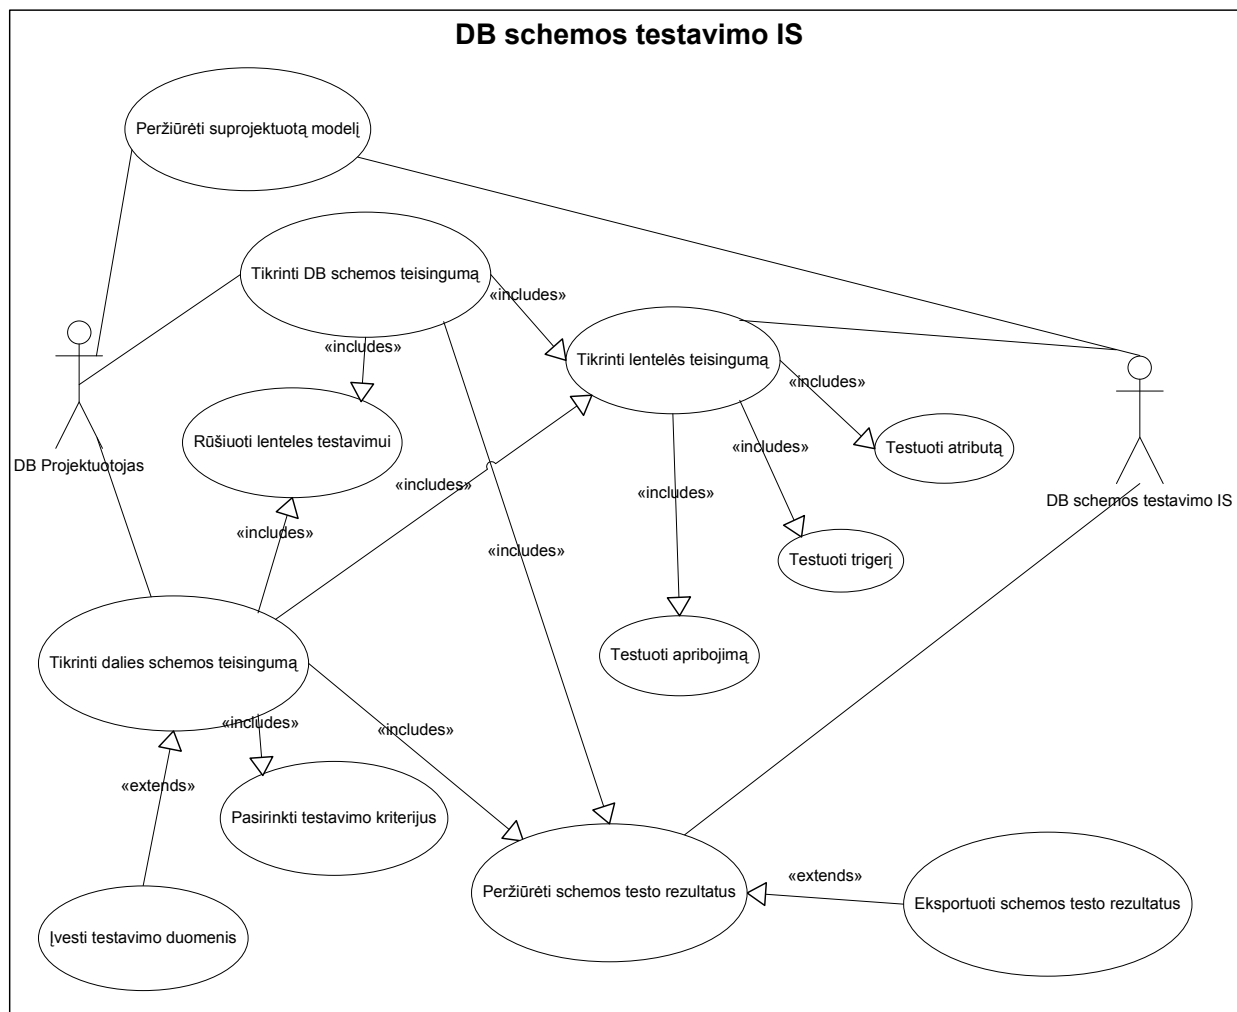 DB schemos testavimo IS
Peržiūrėti suprojektuotą modelį
Tikrinti DB schemos teisingumą
«includes»
«includes»
Tikrinti lentelės teisingumą
«includes»
Rūšiuoti lenteles testavimui
«includes»
Testuoti atributą
DB Projektuotojas
«includes»
«includes»
DB schemos testavimo IS
«includes»
«includes»
Testuoti trigerį
Tikrinti dalies schemos teisingumą
Testuoti apribojimą
«includes»
«includes»
«extends»
Pasirinkti testavimo kriterijus
«extends»
Peržiūrėti schemos testo rezultatus
Eksportuoti schemos testo rezultatus
Įvesti testavimo duomenis